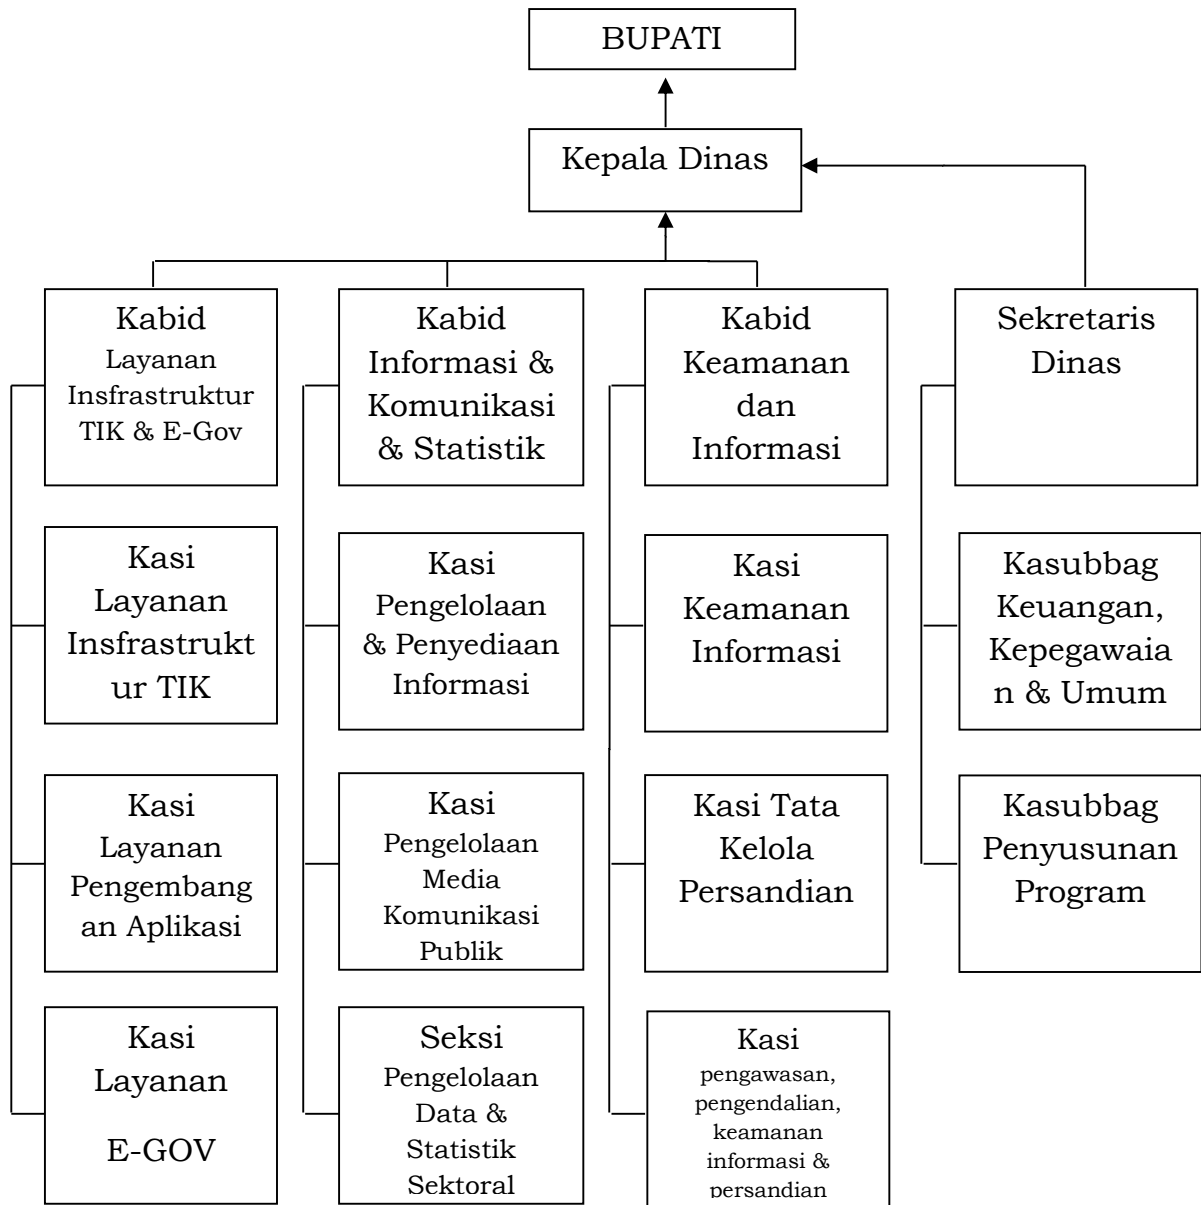 BUPATI
Kepala Dinas
Kabid
Layanan
Insfrastruktur
TIK & E-Gov
Kabid
Informasi &
Komunikasi
& Statistik
Kabid
Keamanan
dan
Informasi
Sekretaris
Dinas
Kasi
Layanan
Insfrastrukt
ur TIK
Kasi
Pengelolaan
& Penyediaan
Informasi
Kasi
Keamanan
Informasi
Kasubbag
Keuangan,
Kepegawaia
n & Umum
Kasi
Layanan
Pengembang
an Aplikasi
Kasi
Pengelolaan
Media
Komunikasi
Publik
Kasi Tata
Kelola
Persandian
Kasubbag
Penyusunan
Program
Kasi
Layanan
E-GOV
Seksi
Pengelolaan
Data &
Statistik
Sektoral
Kasi
pengawasan,
pengendalian,
keamanan
informasi &
persandian